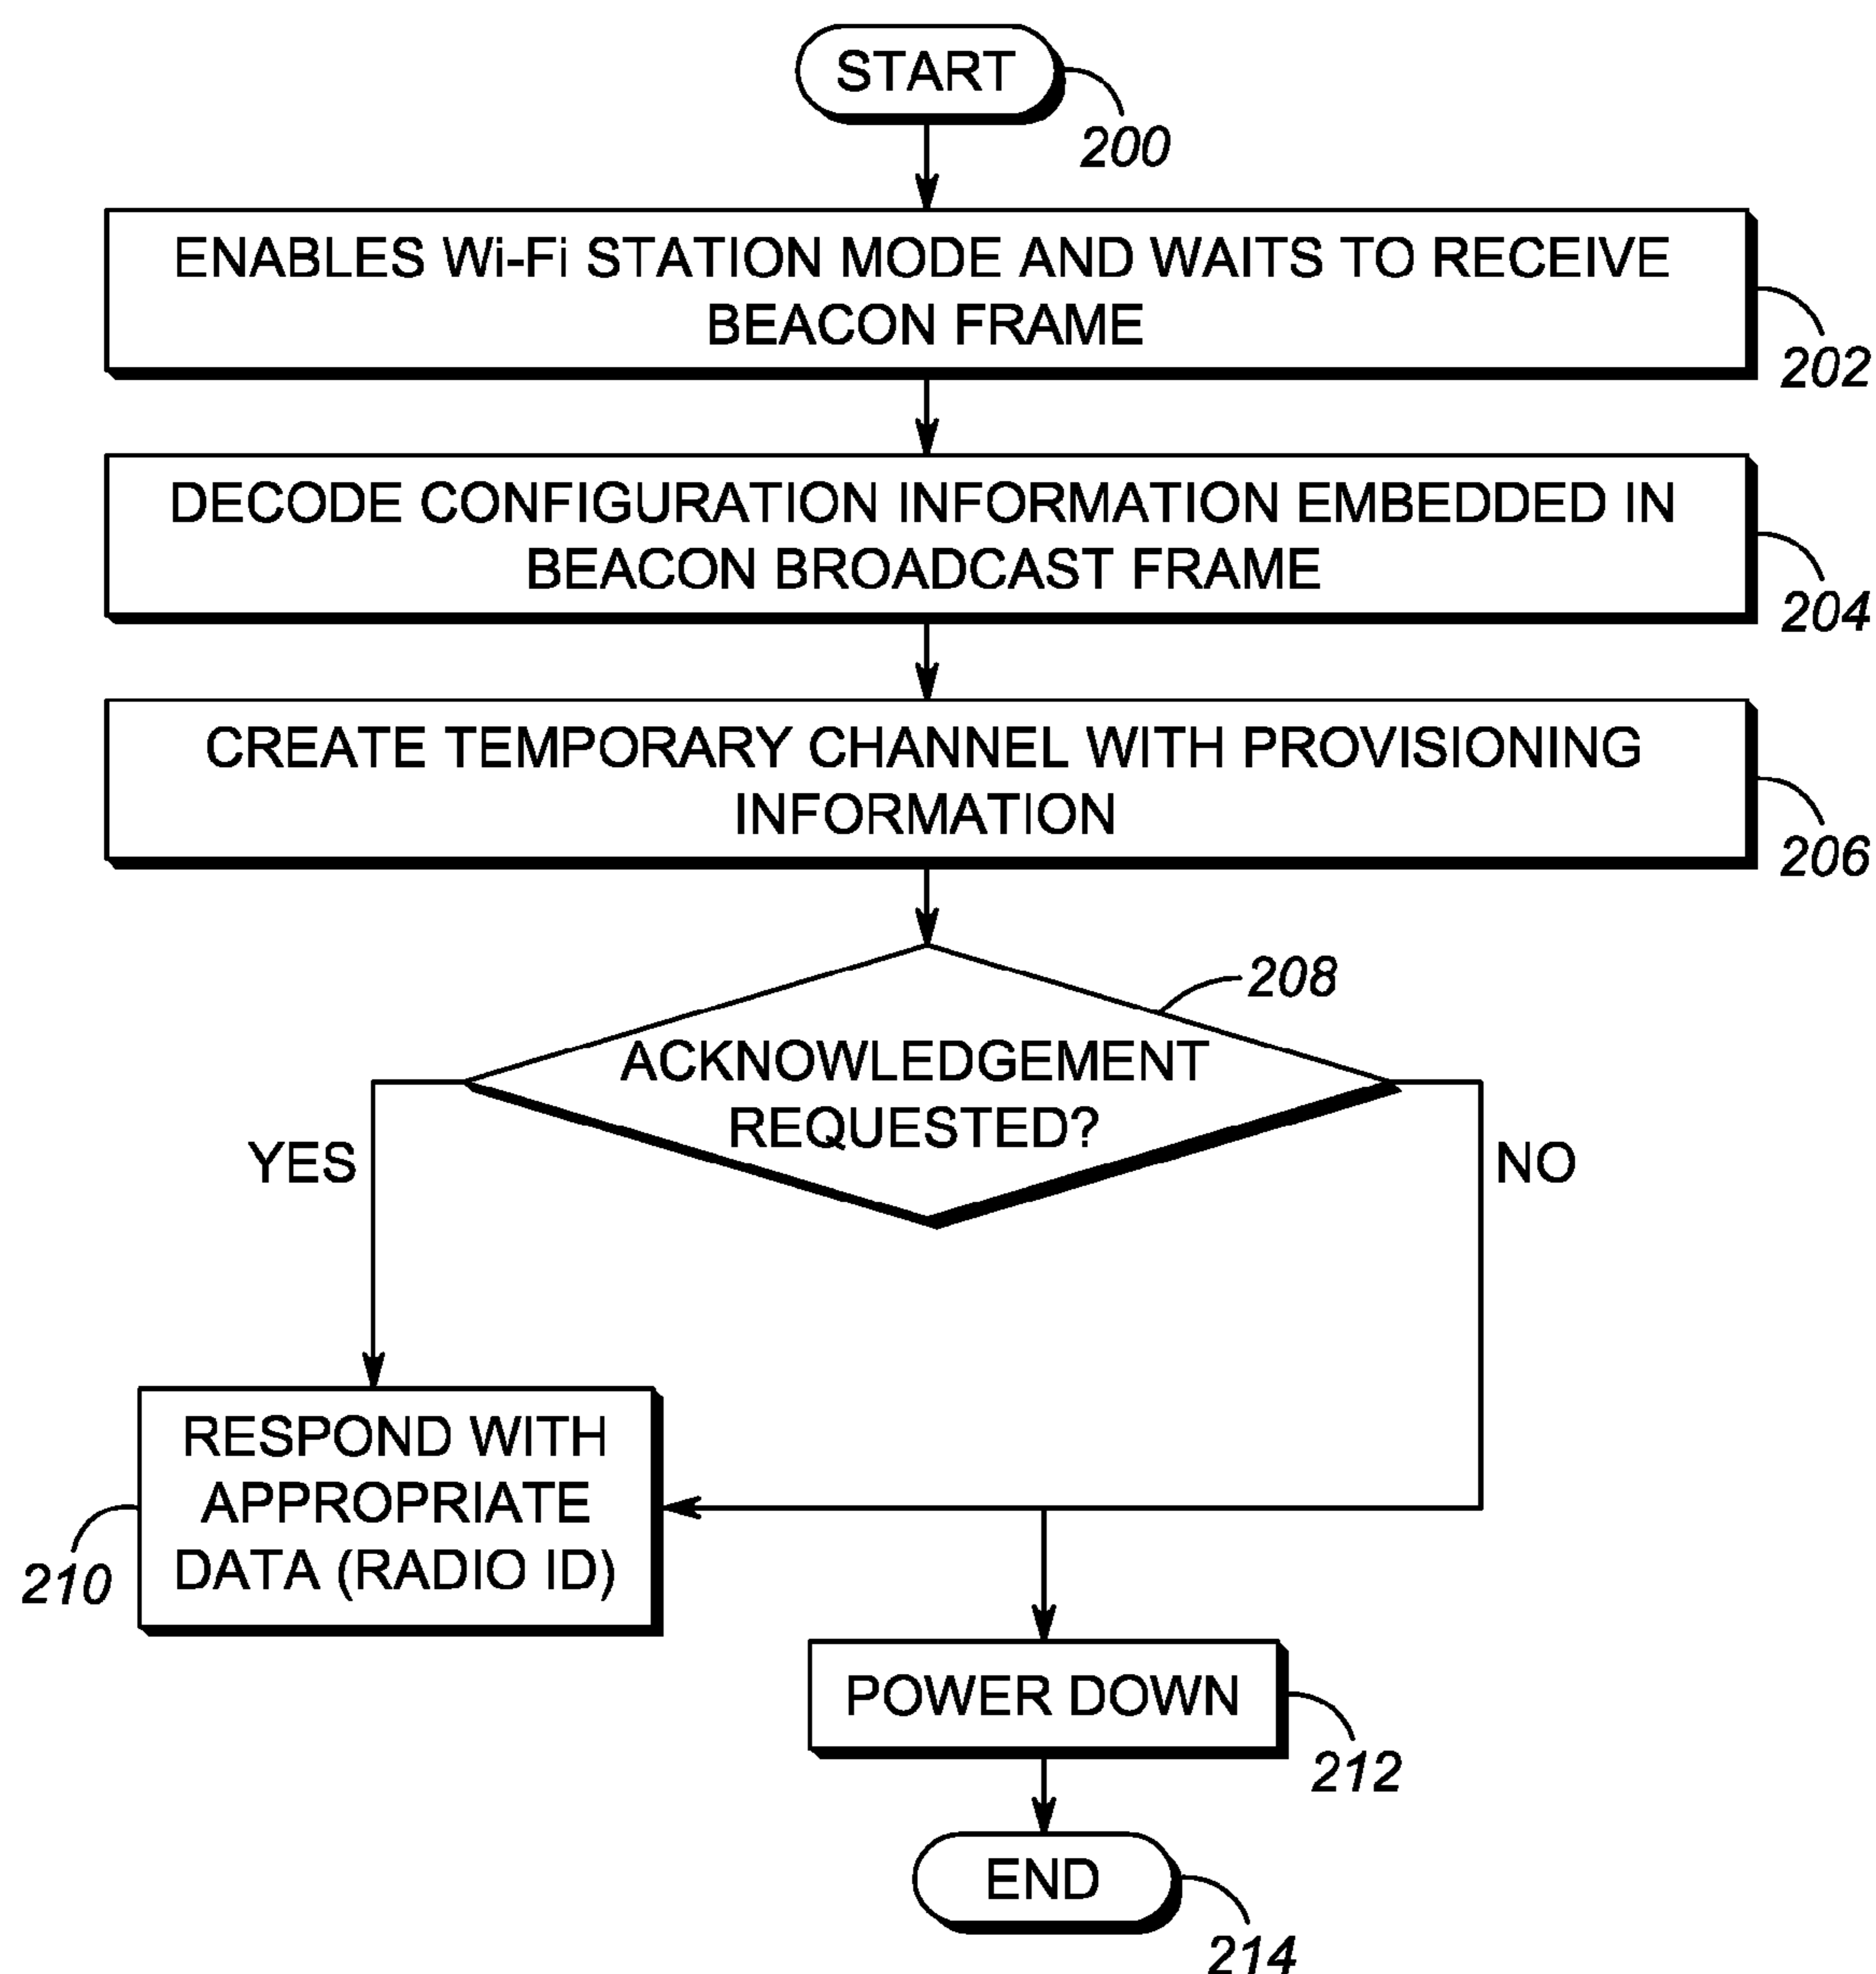 START
200
ENABLES Wi-Fi STATION MODE AND WAITS TO RECEIVE
BEACON FRAME
202
DECODE CONFIGURATION INFORMATION EMBEDDED IN
BEACON BROADCAST FRAME
204
CREATE TEMPORARY CHANNEL WITH PROVISIONING
INFORMATION
206
208
ACKNOWLEDGEMENT
REQUESTED?
YES
NO
RESPOND WITH
APPROPRIATE
DATA (RADIO ID)
210
POWER DOWN
212
END
214